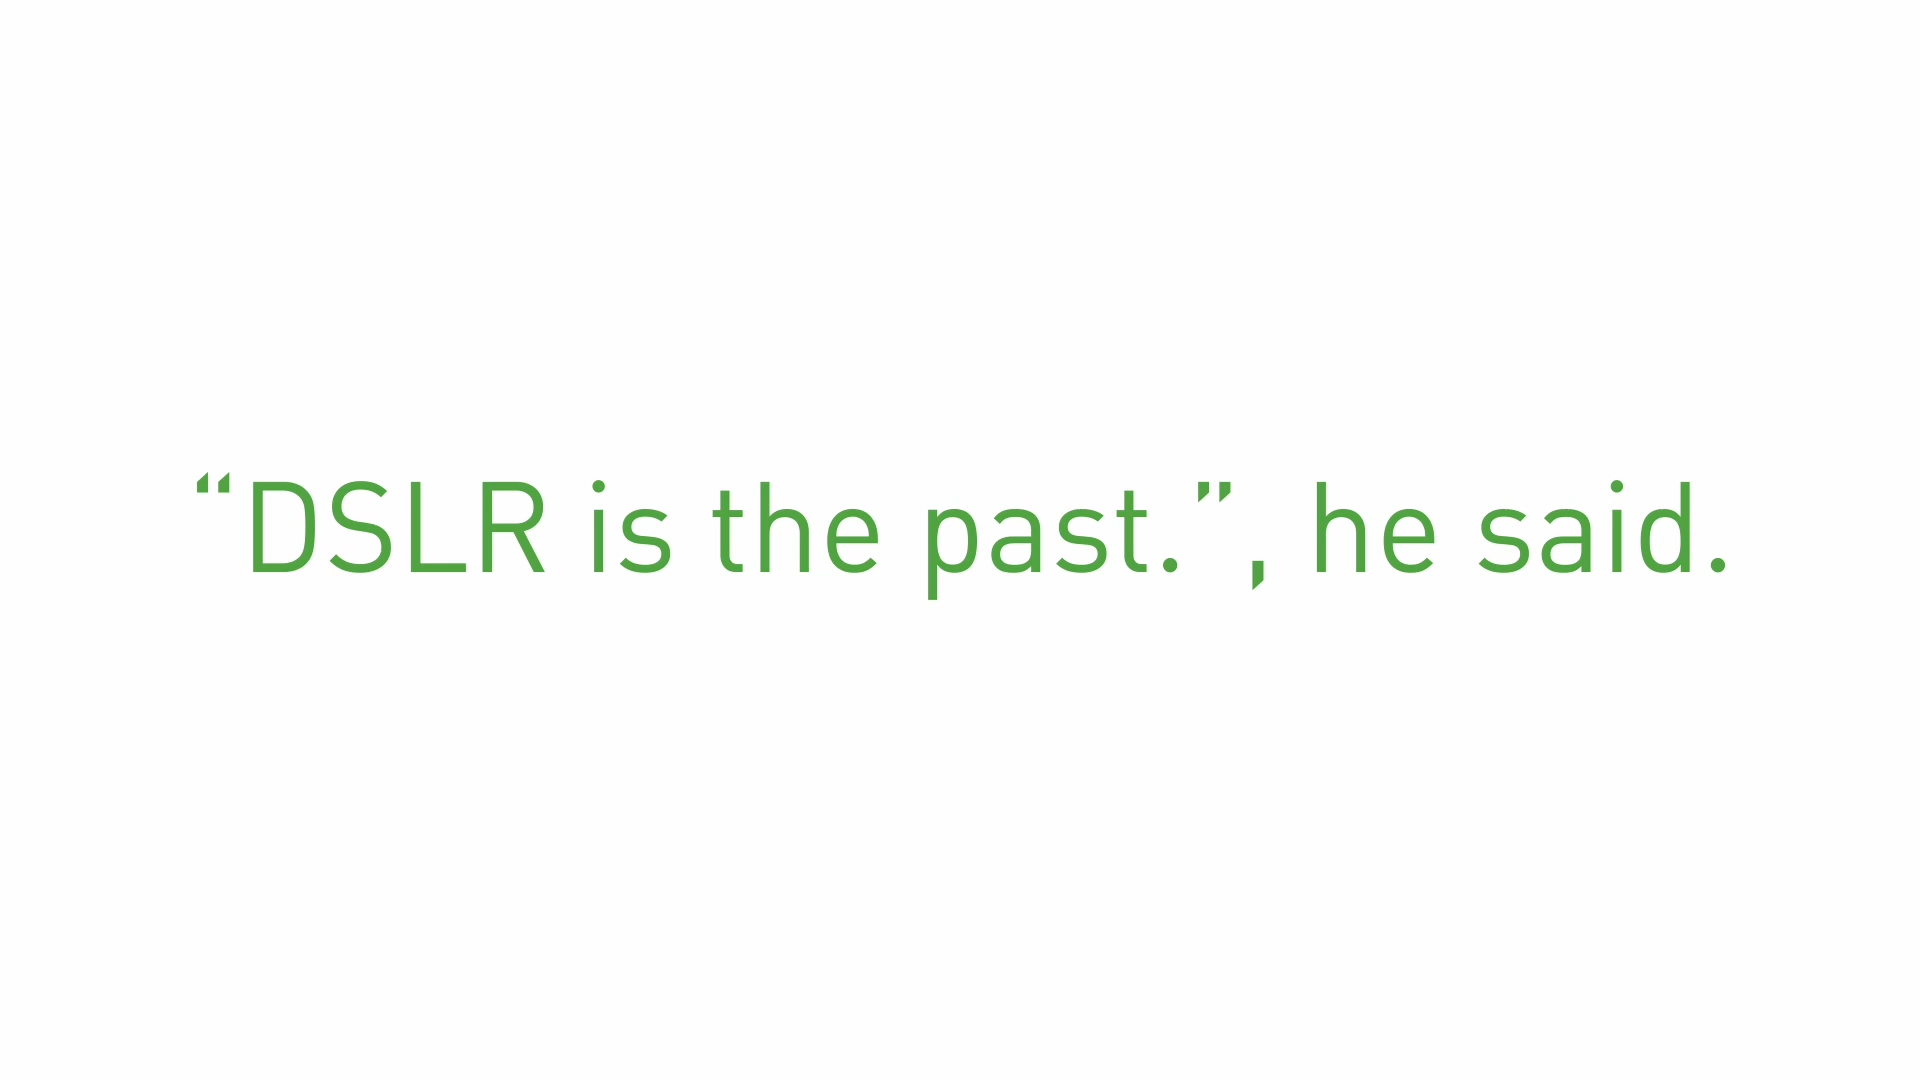 “DSLR is the past.”, he said.